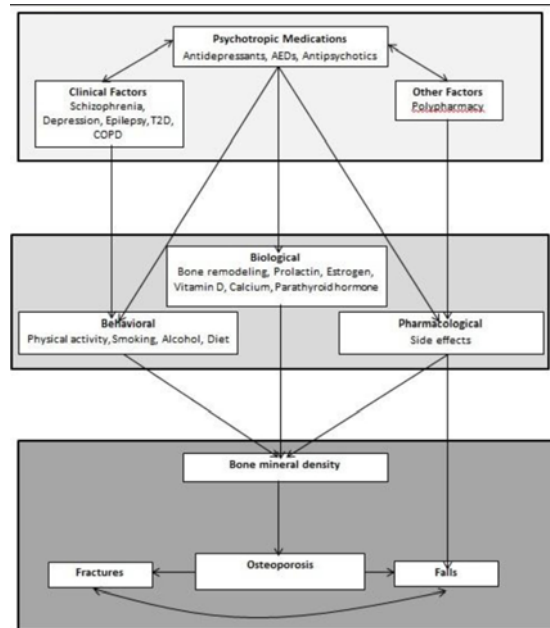 Psychotropic Medications
Antidepressants, AEDs, Antipsychotics
Clinical Factors
Schizophrenia,
Depression, Epilepsy, T2D,
COPD
Other Factors
Polypharmacy
Biological
Bone remodeling, Prolactin, Estrogen,
Vitamin D, Calcium, Parathyroid hormone
Behavioral
Physical activity, Smoking, Alcohol, Diet
Pharmacological
Side effects
Bone mineral density
Osteoporosis
Fractures
Falls